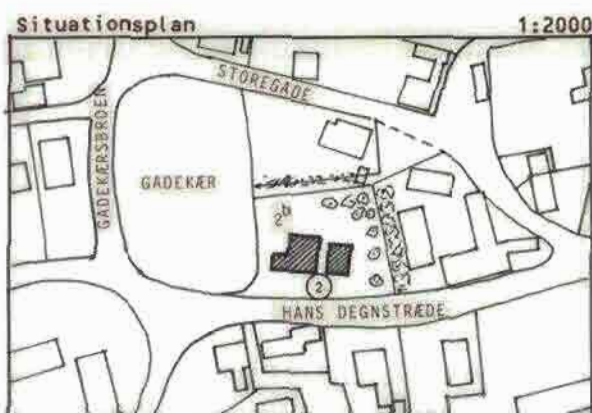 Situationsplan 1:2000
STOREGADE
GADEKÆRSBROEN
GADEKÆR
2b
2
HANS DEGNSTRÆDE